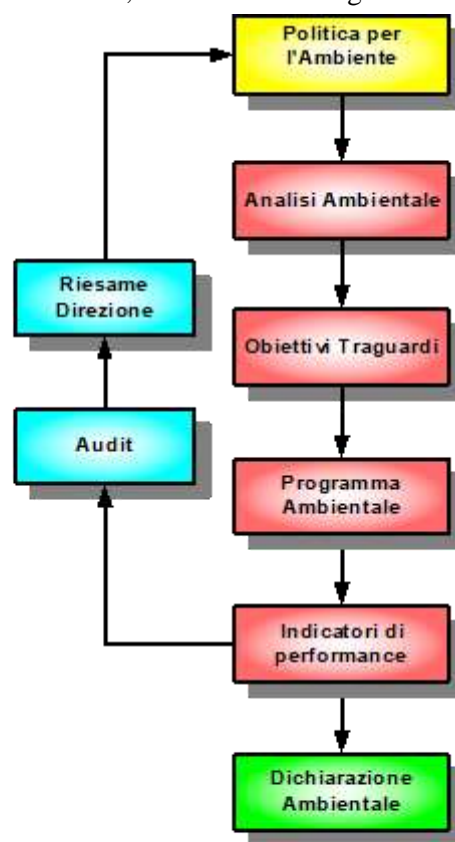 Politica per
l'Ambiente
Analisi Ambientale
Riesame
Direzione
Obiettivi Traguardi
Audit
Programma
Ambientale
Indicatori di
performance
Dichiarazione
Ambientale